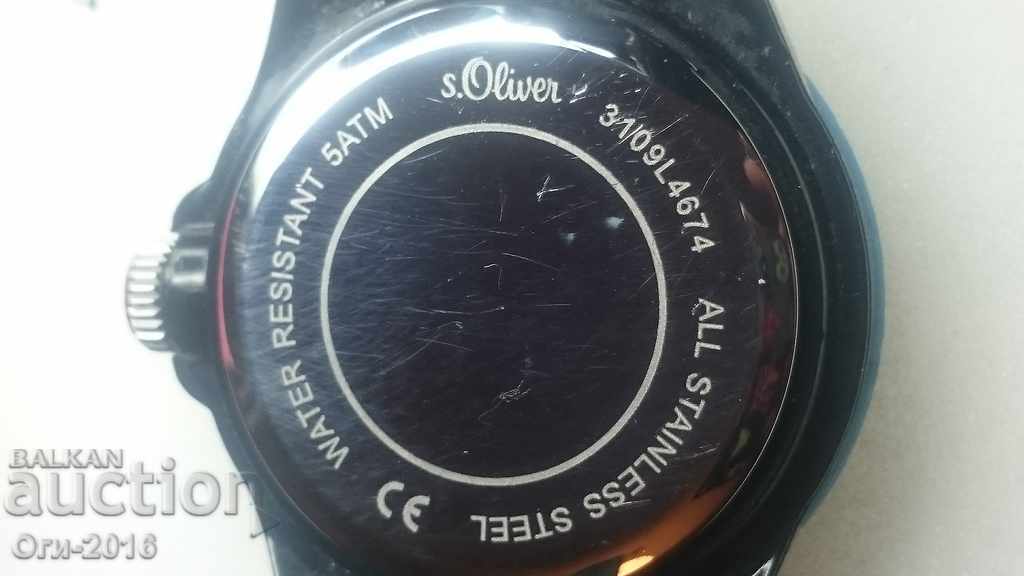 s.Oliver
31/09L4674
ALL STAINLESS STEEL
CE
WATER RESISTANT 5ATM
BALKAN
auction
Оги-2016